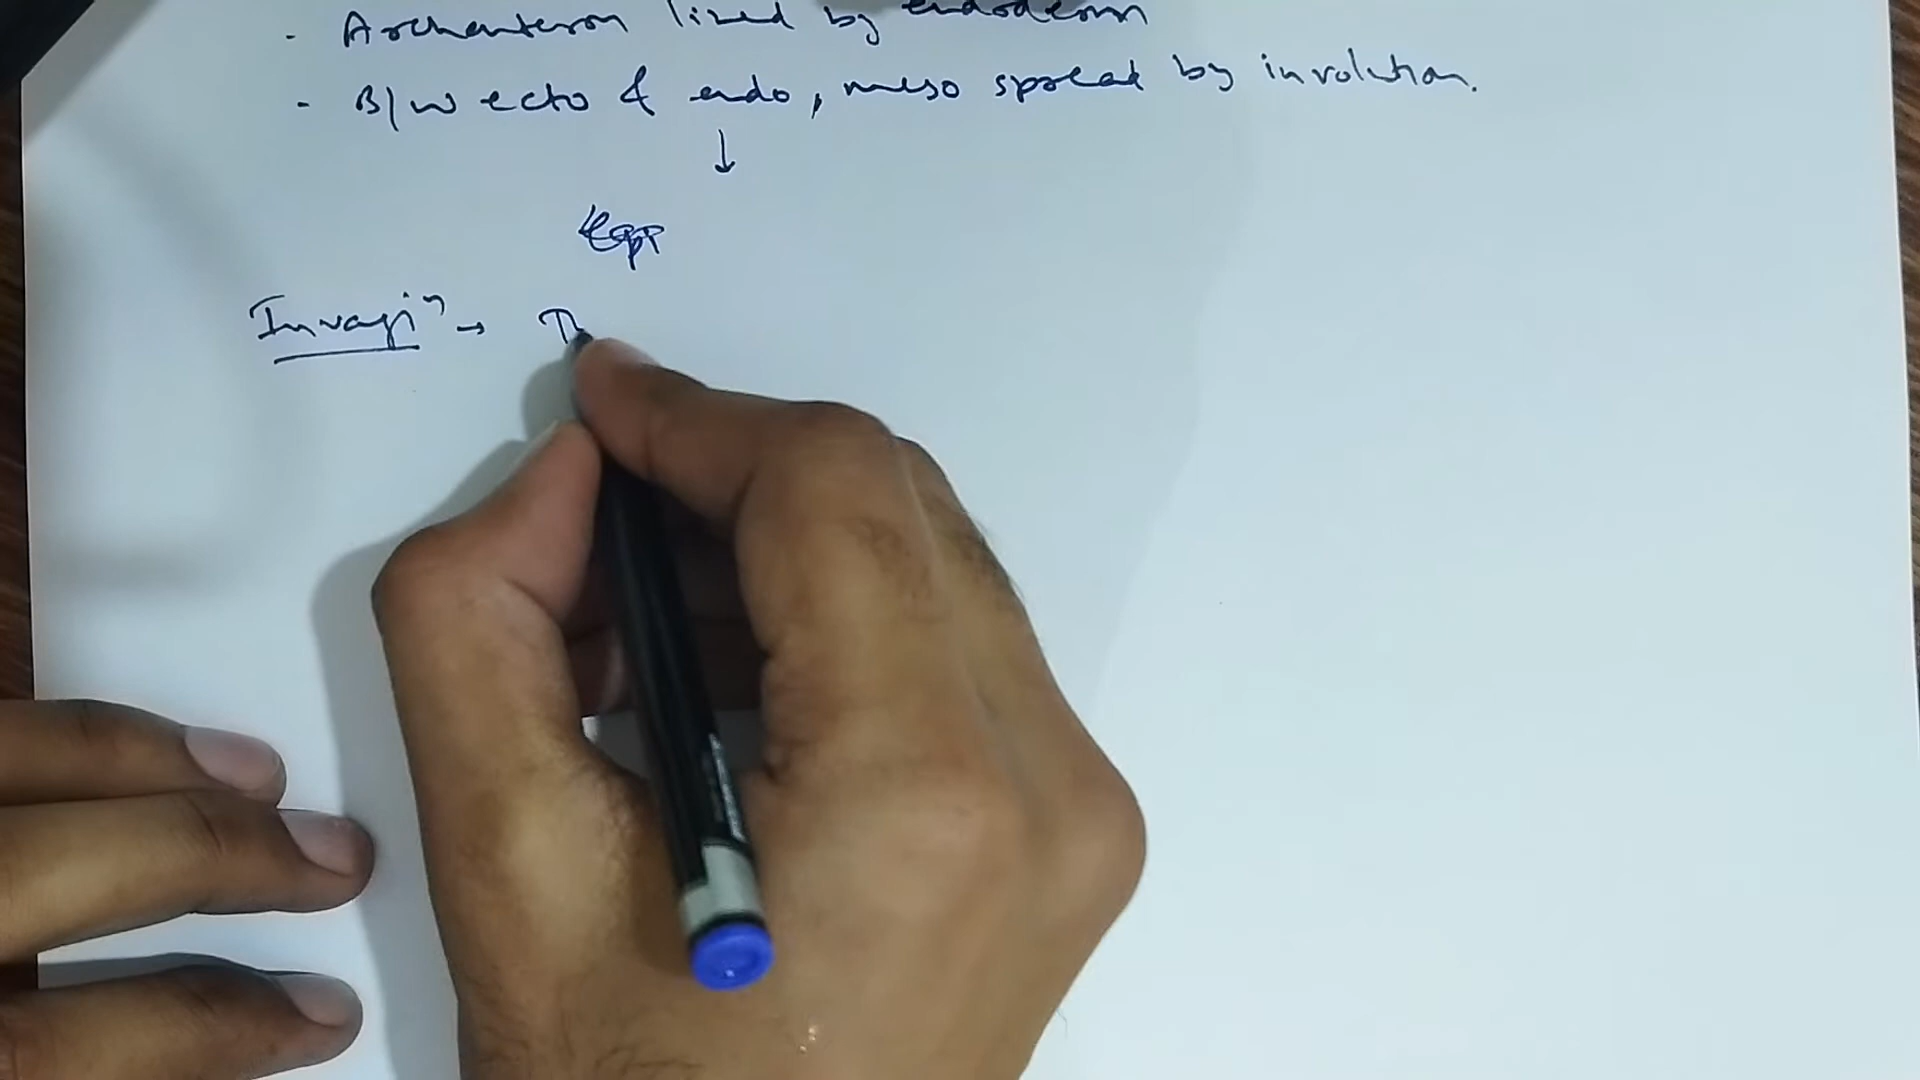 - Archenteron lined by endoderm
- B/w ecto & endo, meso spread by involution.
↓
Invagiⁿ →